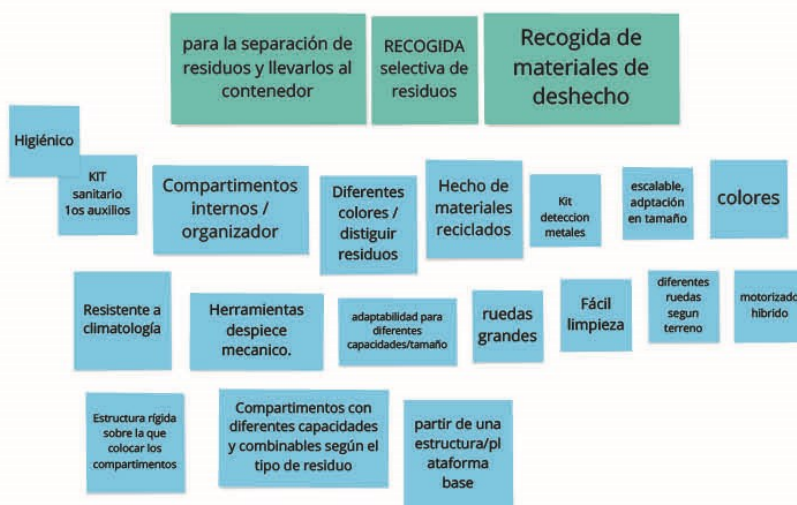 para la separación de
residuos y llevarlos al
contenedor
RECOGIDA
selectiva de
residuos
Recogida de
materiales de
deshecho
Higiénico
KIT
sanitario
1os auxilios
Compartimentos
internos /
organizador
Diferentes
colores /
distiguir
residuos
Hecho de
materiales
reciclados
Kit
deteccion
metales
escalable,
adptación
en tamaño
colores
Resistente a
climatología
Herramientas
despiece
mecanico.
adaptabilidad para
diferentes
capacidades/tamaño
ruedas
grandes
Fácil
limpieza
diferentes
ruedas
segun
terreno
motorizado
hibrido
Estructura rígida
sobre la que
colocar los
compartimentos
Compartimentos con
diferentes capacidades
y combinables según el
tipo de residuo
partir de una
estructura/pl
ataforma
base